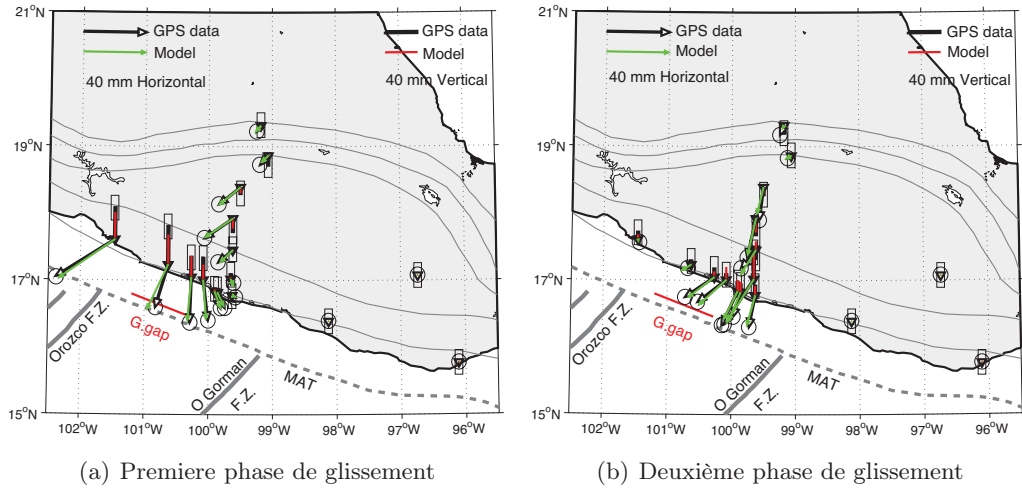 21°N
19°N
17°N
15°N
102°W
101°W
100°W
99°W
98°W
97°W
96°W
GPS data
Model
40 mm Horizontal
GPS data
Model
40 mm Vertical
Orozco F.Z.
G.gap
O Gorman
F.Z.
MAT
(a) Premiere phase de glissement
21°N
19°N
17°N
15°N
102°W
101°W
100°W
99°W
98°W
97°W
96°W
GPS data
Model
40 mm Horizontal
GPS data
Model
40 mm Vertical
Orozco F.Z.
G.gap
O Gorman
F.Z.
MAT
(b) Deuxième phase de glissement